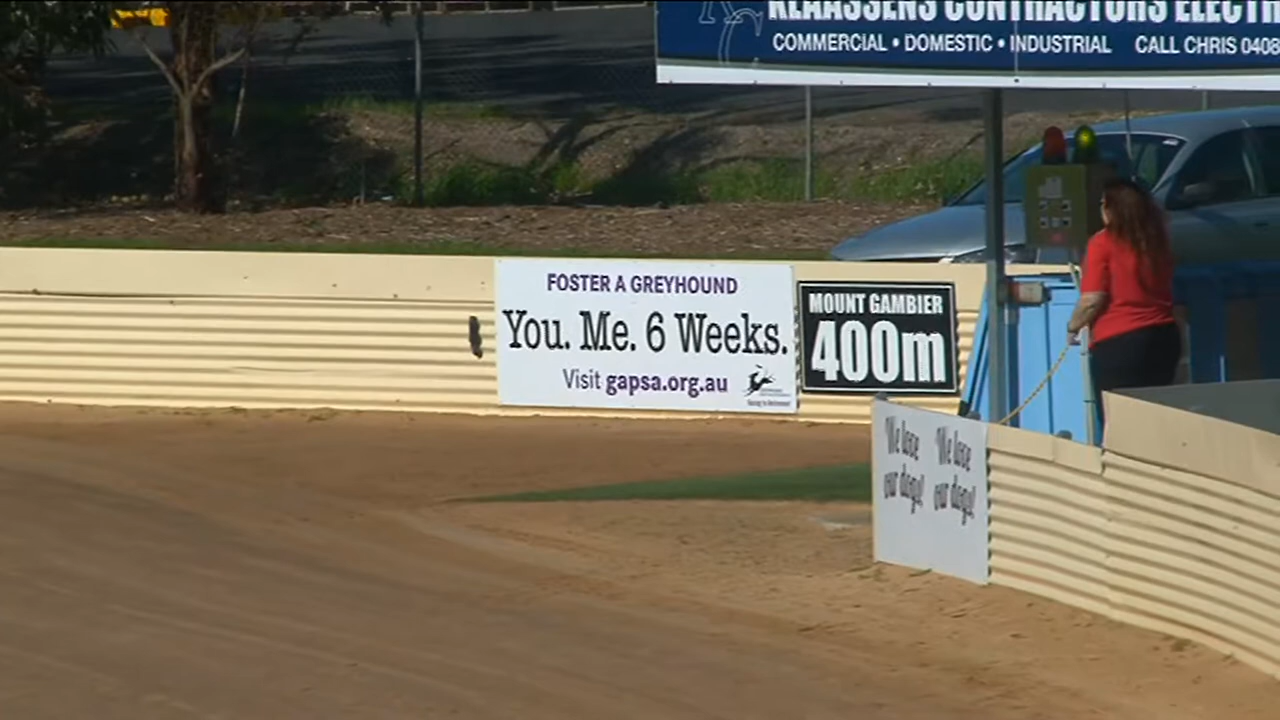 KLAASSENS CONTRACTORS ELECTR
COMMERCIAL • DOMESTIC • INDUSTRIAL CALL CHRIS 0408
FOSTER A GREYHOUND
You. Me. 6 Weeks.
Visit gapsa.org.au
MOUNT GAMBIER
400m
We love
our dogs!
We love
our dogs!